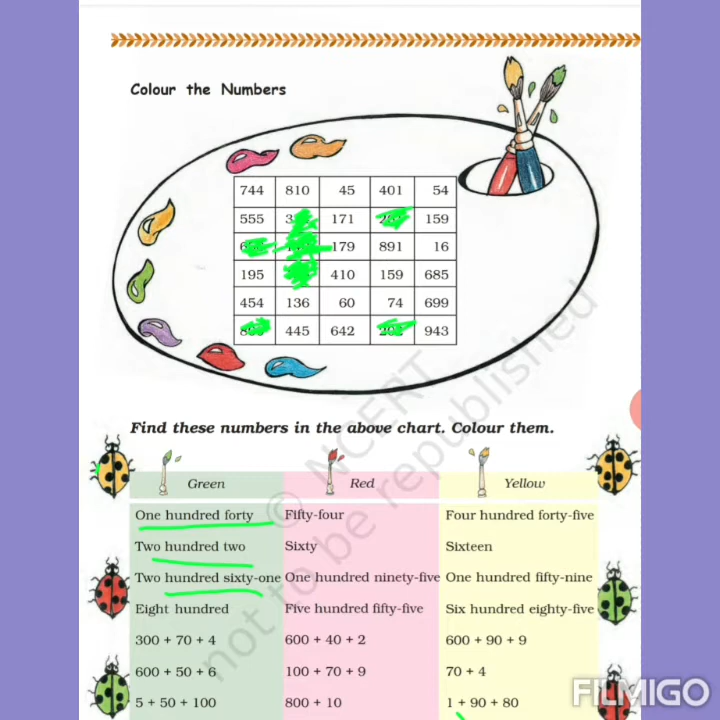 Colour the Numbers
744 810 45 401 54
555 171 159
179 891 16
195 410 159 685
454 136 60 74 699
445 642 943
Find these numbers in the above chart. Colour them.
Green Red Yellow
One hundred forty Fifty-four Four hundred forty-five
Two hundred two Sixty Sixteen
Two hundred sixty-one One hundred ninety-five One hundred fifty-nine
Eight hundred Five hundred fifty-five Six hundred eighty-five
300 + 70 + 4 600 + 40 + 2 600 + 90 + 9
600 + 50 + 6 100 + 70 + 9 70 + 4
5 + 50 + 100 800 + 10 1 + 90 + 80
© NCERT
not to be republished
FILMIGO